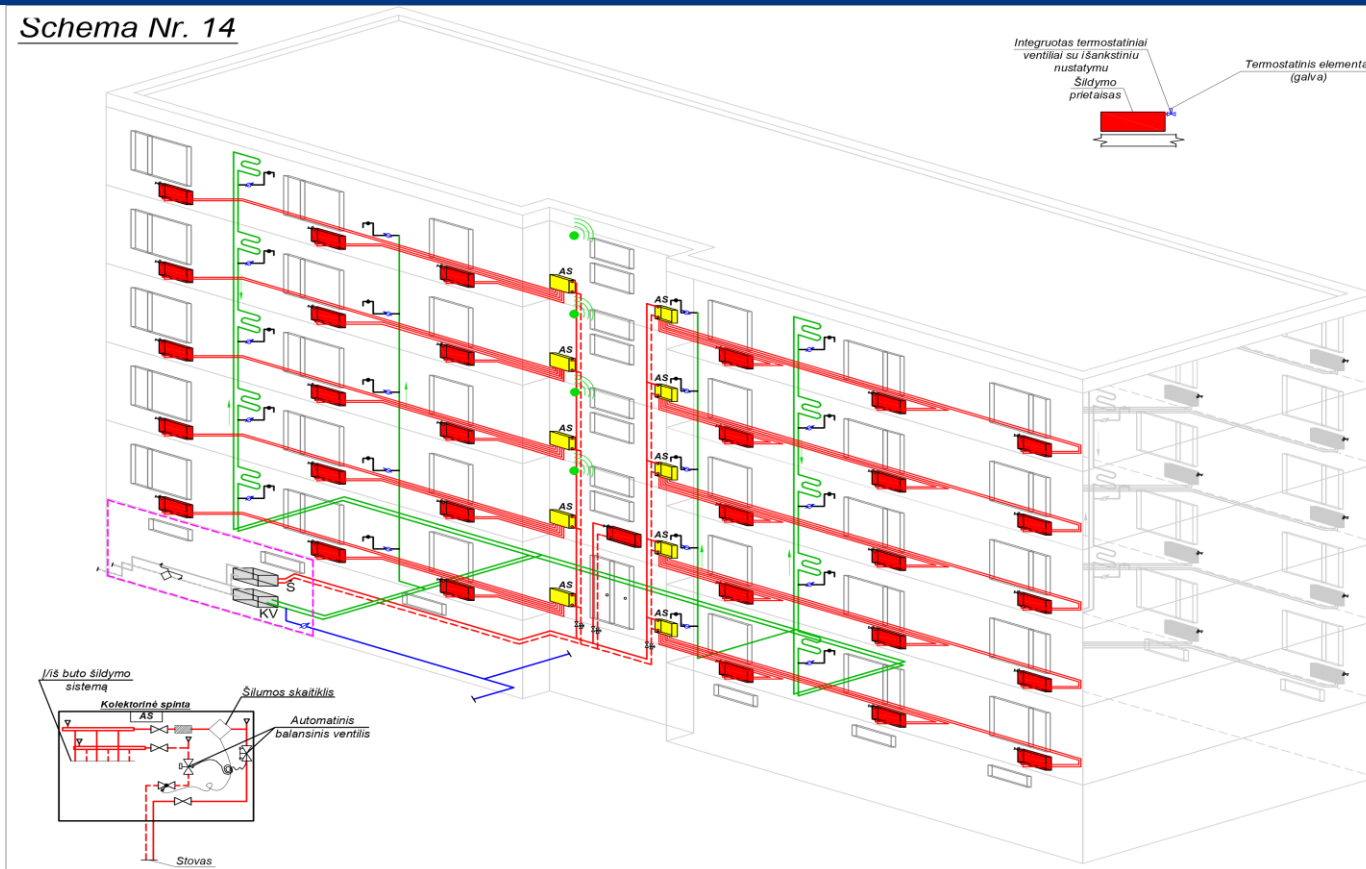 Schema Nr. 14
Integruotas termostatiniai
ventiliai su išankstiniu
nustatymu
Šildymo
prietaisas
Termostatinis elementa
(galva)
AS
AS
AS
AS
AS
AS
AS
AS
AS
AS
Š
KV
Į/iš buto šildymo
sistemą
Kolektorinė spinta
AS
Šilumos skaitiklis
Automatinis
balansinis ventilis
Stovas